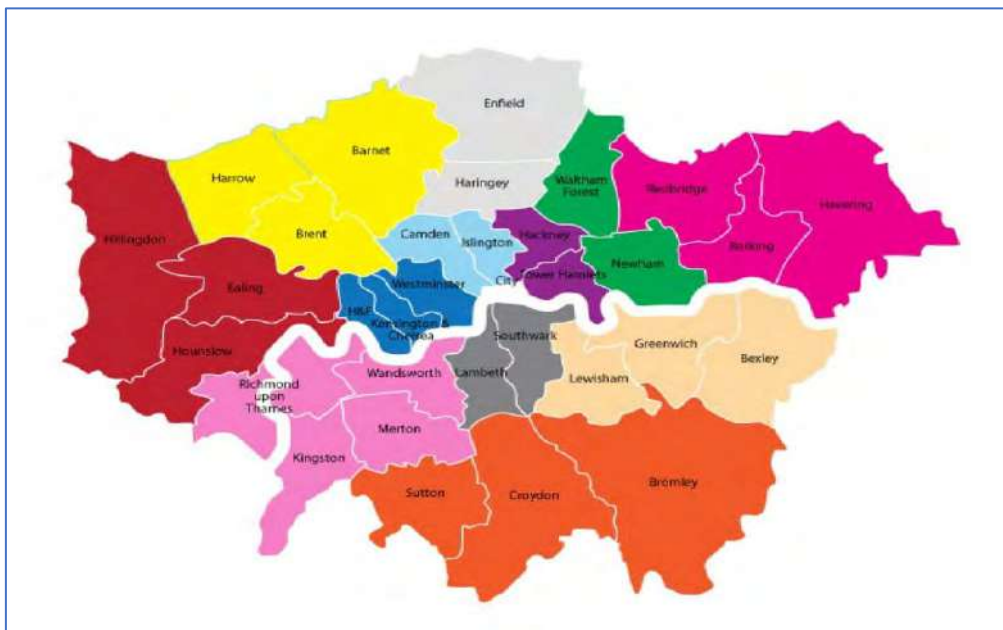 Enfield
Barnet
Harrow
Haringey
Waltham
Forest
Redbridge
Havering
Hillingdon
Brent
Camden
Islington
Hackney
Barking
Ealing
Westminster
City
Tower Hamlets
Newham
H&F
Kensington &
Chelsea
Hounslow
Southwark
Greenwich
Bexley
Richmond
upon
Thames
Wandsworth
Lambeth
Lewisham
Merton
Kingston
Sutton
Croydon
Bromley